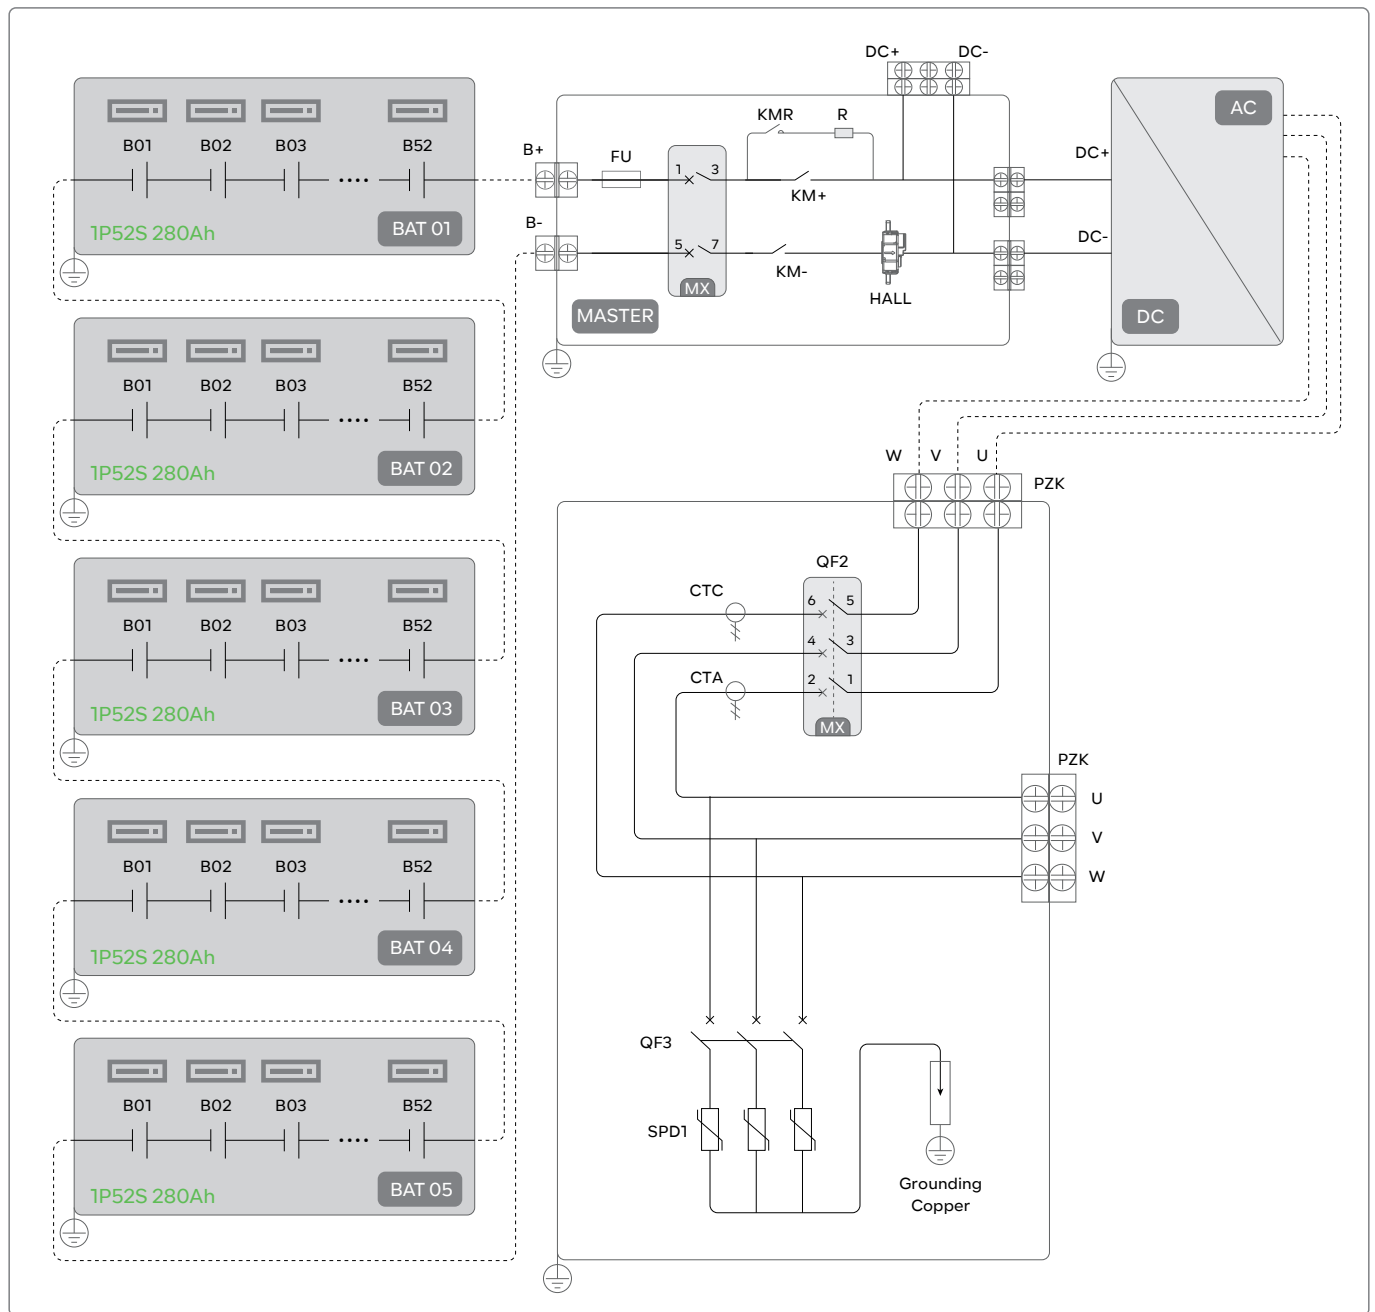 B01 B02 B03 B52
1P52S 280Ah
BAT 01
B01 B02 B03 B52
1P52S 280Ah
BAT 02
B01 B02 B03 B52
1P52S 280Ah
BAT 03
B01 B02 B03 B52
1P52S 280Ah
BAT 04
B01 B02 B03 B52
1P52S 280Ah
BAT 05
DC+ DC-
B+
FU
KMR R
1 3
KM+
B-
5 7
KM-
MX
HALL
MASTER
DC+
DC-
AC
DC
W V U
PZK
QF2
CTC
6 5
4 3
CTA
2 1
MX
PZK
U
V
W
QF3
SPD1
Grounding
Copper